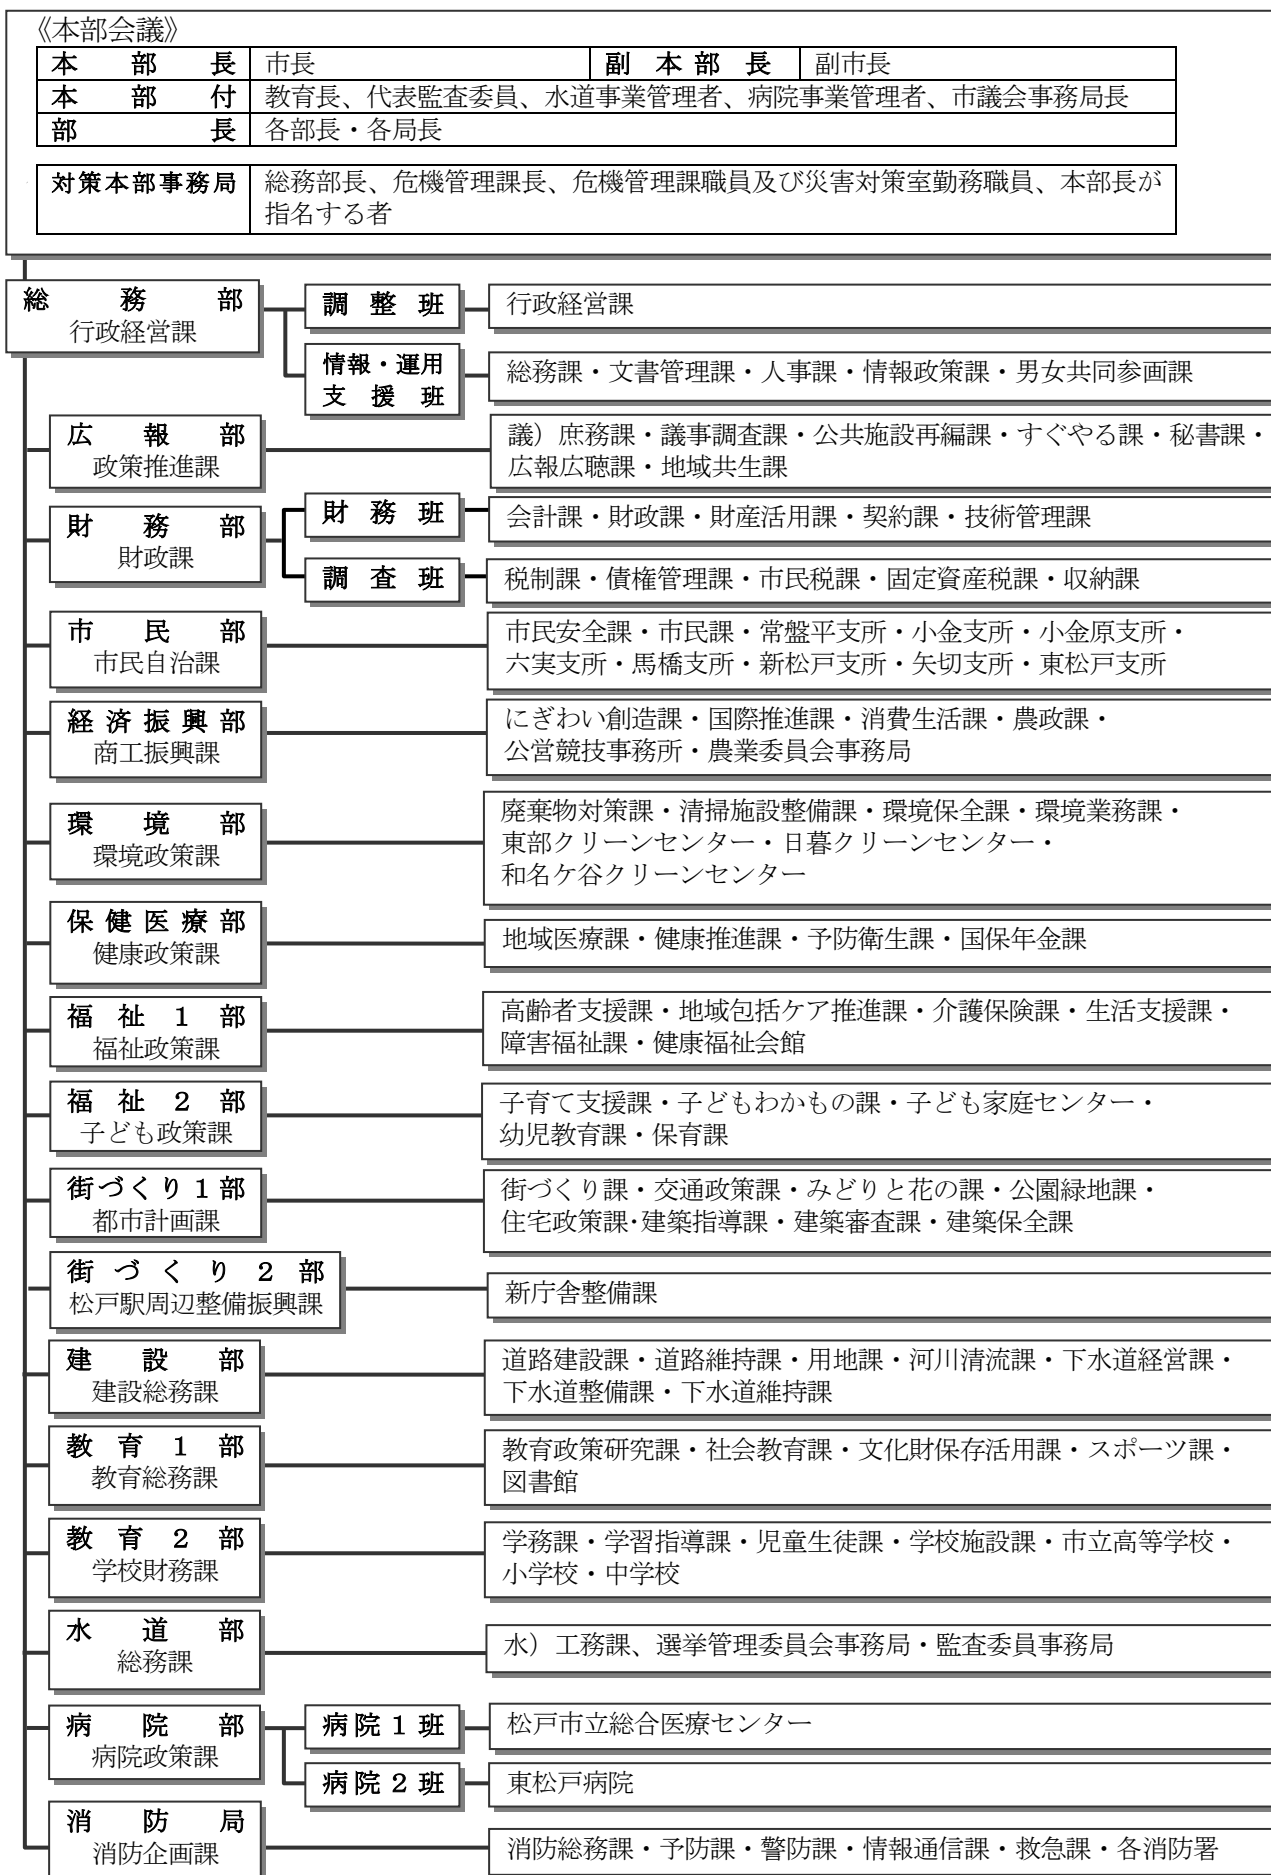 《本部会議》
本部長 市長 副本部長 副市長
本部付 教育長、代表監査委員、水道事業管理者、病院事業管理者、市議会事務局長
部長 各部長・各局長
対策本部事務局 総務部長、危機管理課長、危機管理課職員及び災害対策室勤務職員、本部長が
指名する者
総務部
行政経営課
調整班
行政経営課
情報・運用
支援班
総務課・文書管理課・人事課・情報政策課・男女共同参画課
広報部
政策推進課
議）庶務課・議事調査課・公共施設再編課・すぐやる課・秘書課・
広報広聴課・地域共生課
財務部
財政課
財務班
会計課・財政課・財産活用課・契約課・技術管理課
調査班
税制課・債権管理課・市民税課・固定資産税課・収納課
市民部
市民自治課
市民安全課・市民課・常盤平支所・小金支所・小金原支所・
六実支所・馬橋支所・新松戸支所・矢切支所・東松戸支所
経済振興部
商工振興課
にぎわい創造課・国際推進課・消費生活課・農政課・
公営競技事務所・農業委員会事務局
環境部
環境政策課
廃棄物対策課・清掃施設整備課・環境保全課・環境業務課・
東部クリーンセンター・日暮クリーンセンター・
和名ケ谷クリーンセンター
保健医療部
健康政策課
地域医療課・健康推進課・予防衛生課・国保年金課
福祉１部
福祉政策課
高齢者支援課・地域包括ケア推進課・介護保険課・生活支援課・
障害福祉課・健康福祉会館
福祉２部
子ども政策課
子育て支援課・子どもわかもの課・子ども家庭センター・
幼児教育課・保育課
街づくり１部
都市計画課
街づくり課・交通政策課・みどりと花の課・公園緑地課・
住宅政策課･建築指導課・建築審査課・建築保全課
街づくり２部
松戸駅周辺整備振興課
新庁舎整備課
建設部
建設総務課
道路建設課・道路維持課・用地課・河川清流課・下水道経営課・
下水道整備課・下水道維持課
教育１部
教育総務課
教育政策研究課・社会教育課・文化財保存活用課・スポーツ課・
図書館
教育２部
学校財務課
学務課・学習指導課・児童生徒課・学校施設課・市立高等学校・
小学校・中学校
水道部
総務課
水）工務課、選挙管理委員会事務局・監査委員事務局
病院部
病院政策課
病院１班
松戸市立総合医療センター
病院２班
東松戸病院
消防局
消防企画課
消防総務課・予防課・警防課・情報通信課・救急課・各消防署